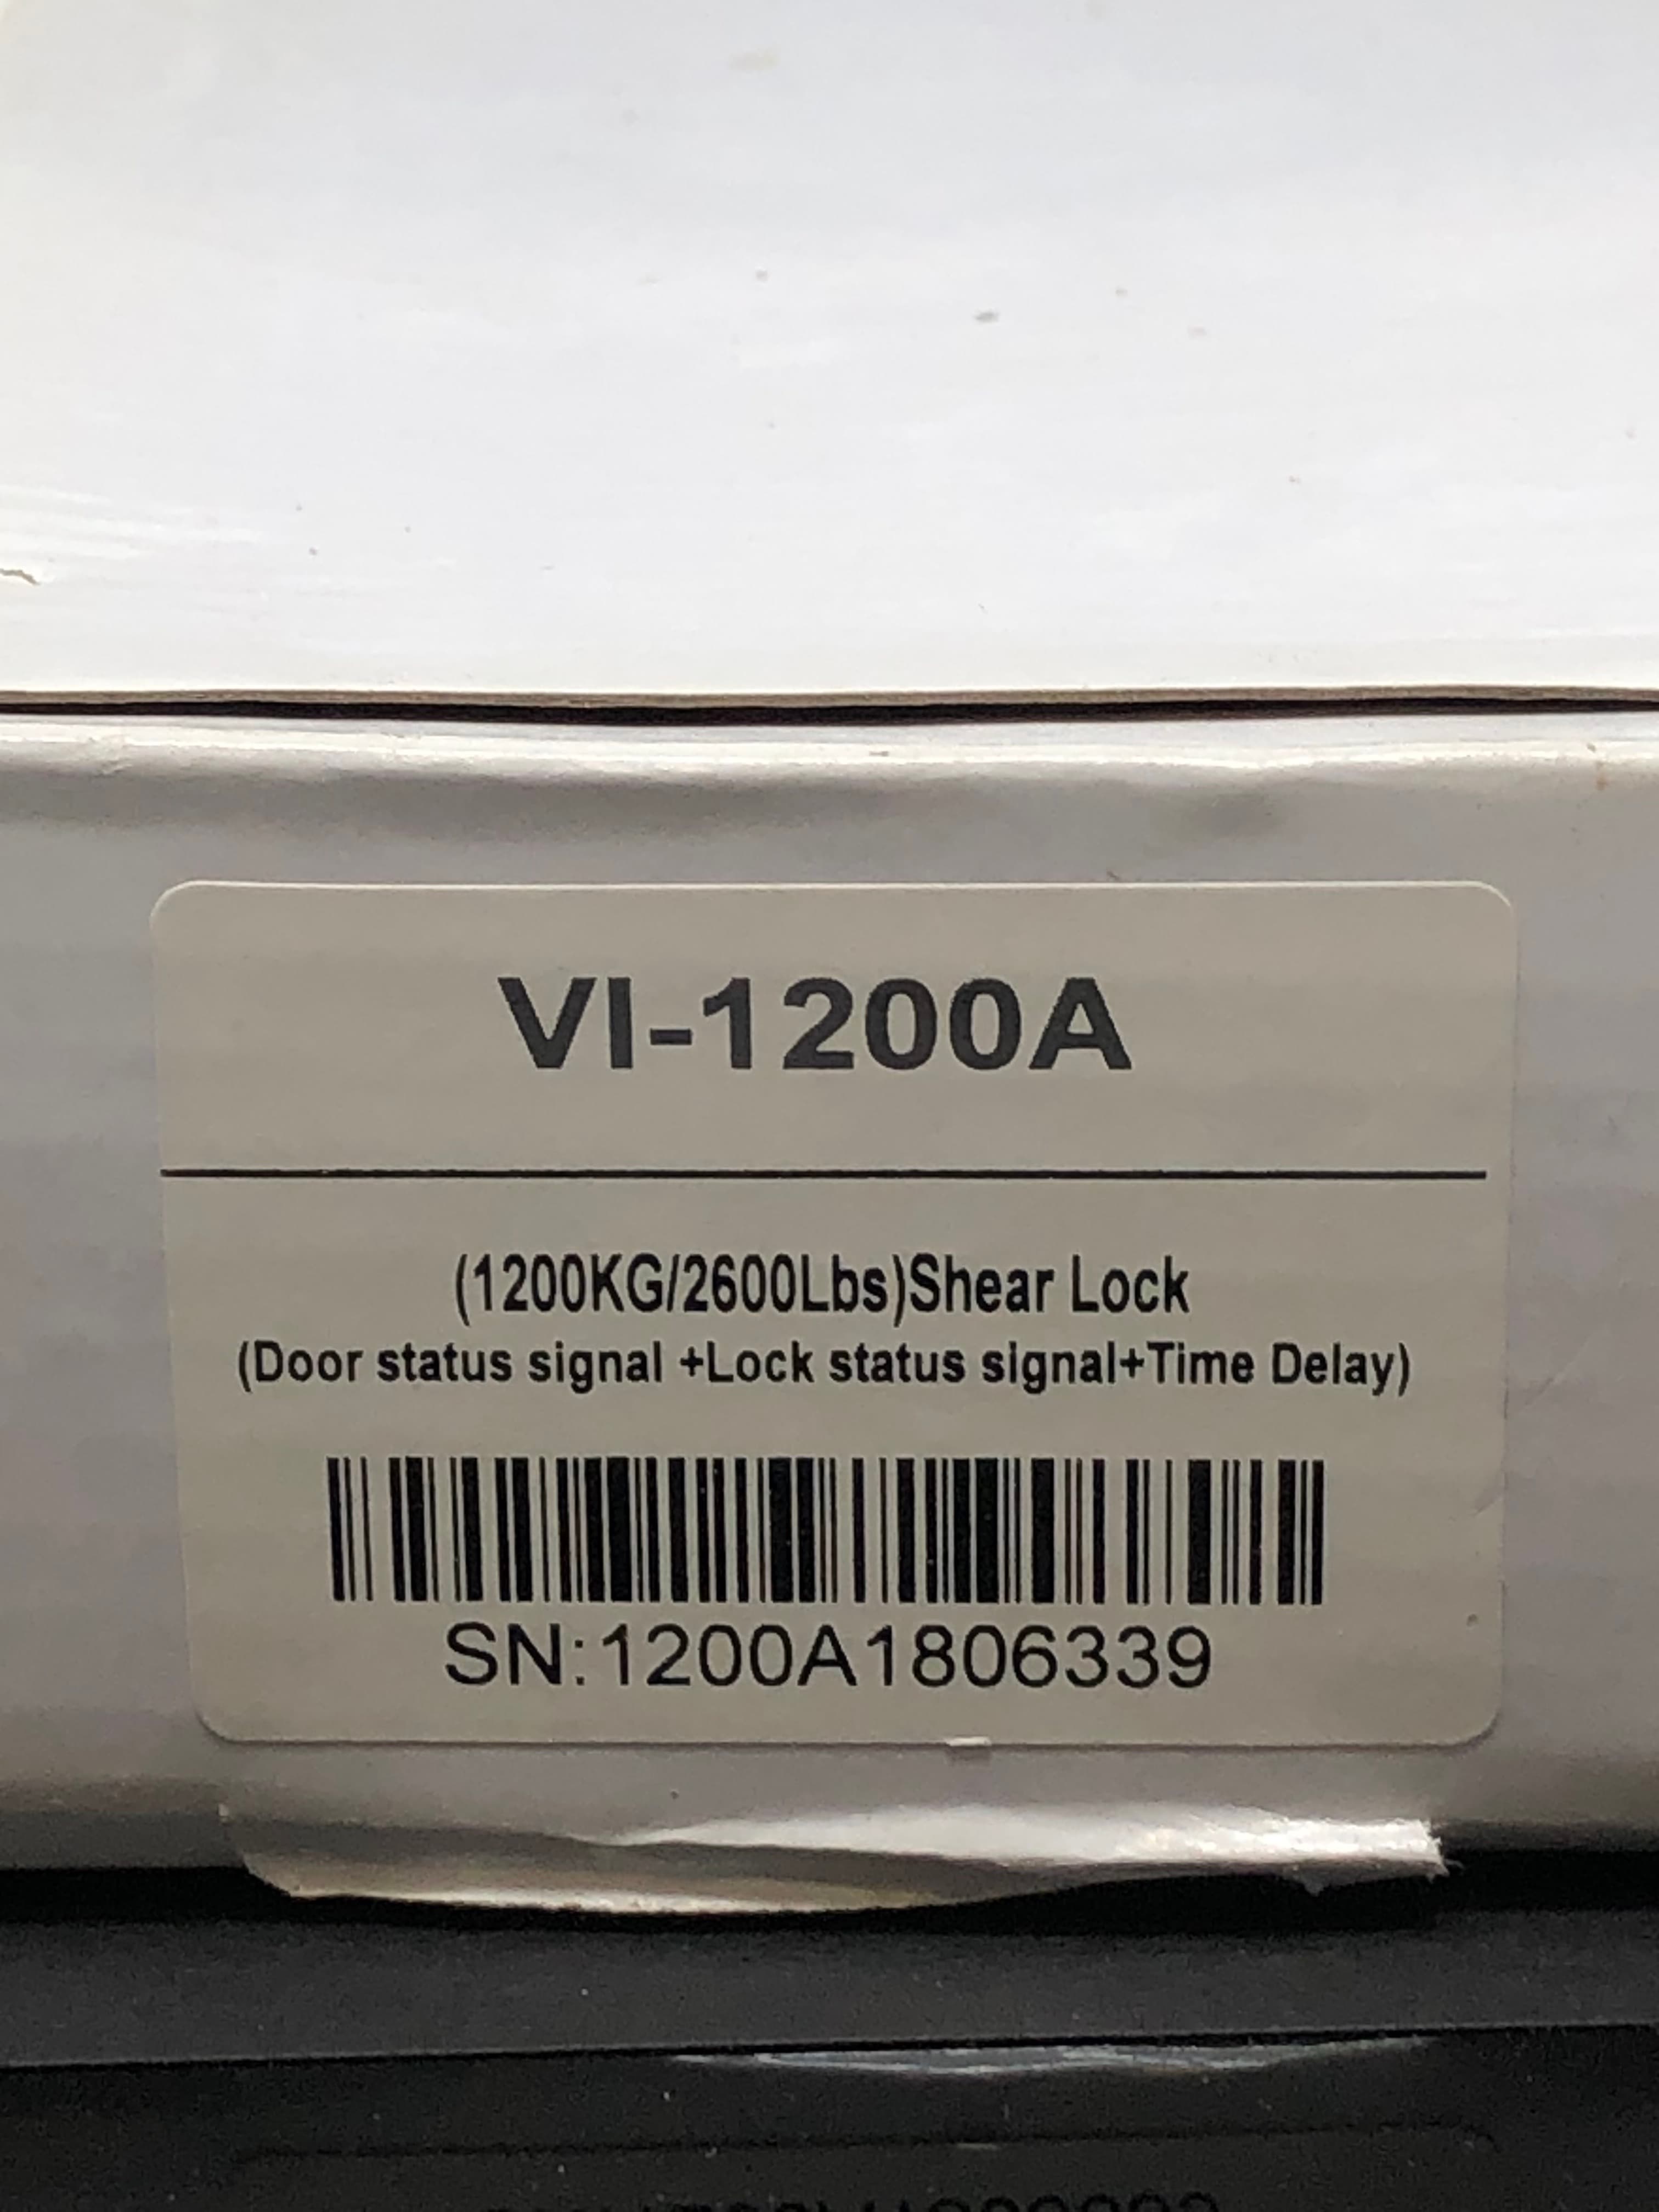 VI-1200A
(1200KG/2600Lbs)Shear Lock
(Door status signal +Lock status signal+Time Delay)
SN:1200A1806339